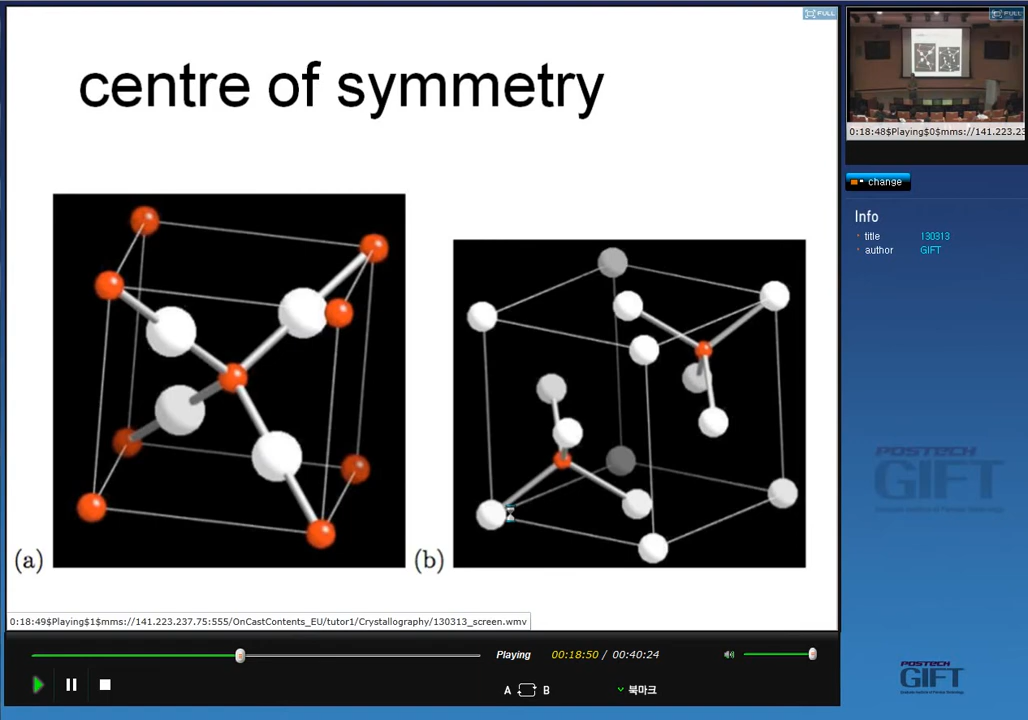 FULL
centre of symmetry
(a)
(b)
0:18:49$Playing$1$mms://141.223.237.75:555/OnCastContents_EU/tutor1/Crystallography/130313_screen.wmv
Playing
00:18:50 / 00:40:24
A B
북마크
FULL
0:18:48$Playing$0$mms://141.223.23
change
Info
title 130313
author GIFT
POSTECH
GIFT
POSTECH
GIFT